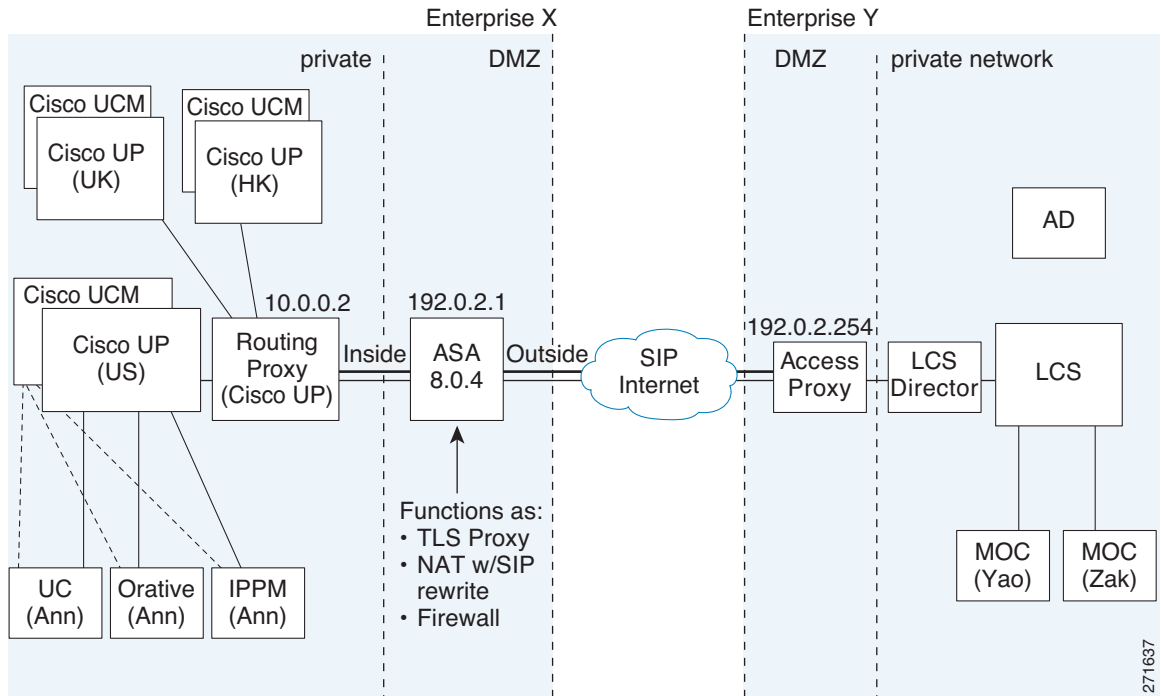 Enterprise X
Enterprise Y
private
DMZ
DMZ
private network
Cisco UCM
Cisco UP
(UK)
Cisco UCM
Cisco UP
(HK)
AD
Cisco UCM
Cisco UP
(US)
10.0.0.2
Routing
Proxy
(Cisco UP)
Inside
192.0.2.1
ASA
8.0.4
Outside
SIP
Internet
192.0.2.254
Access
Proxy
LCS
Director
LCS
Functions as:
• TLS Proxy
• NAT w/SIP
rewrite
• Firewall
UC
(Ann)
Orative
(Ann)
IPPM
(Ann)
MOC
(Yao)
MOC
(Zak)
271637